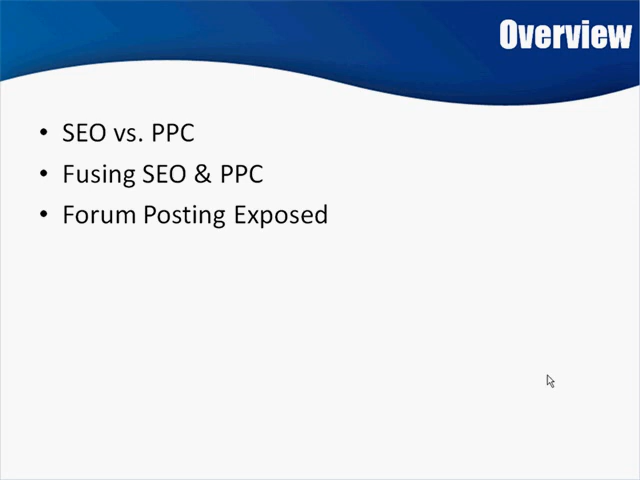 Overview
• SEO vs. PPC
• Fusing SEO & PPC
• Forum Posting Exposed